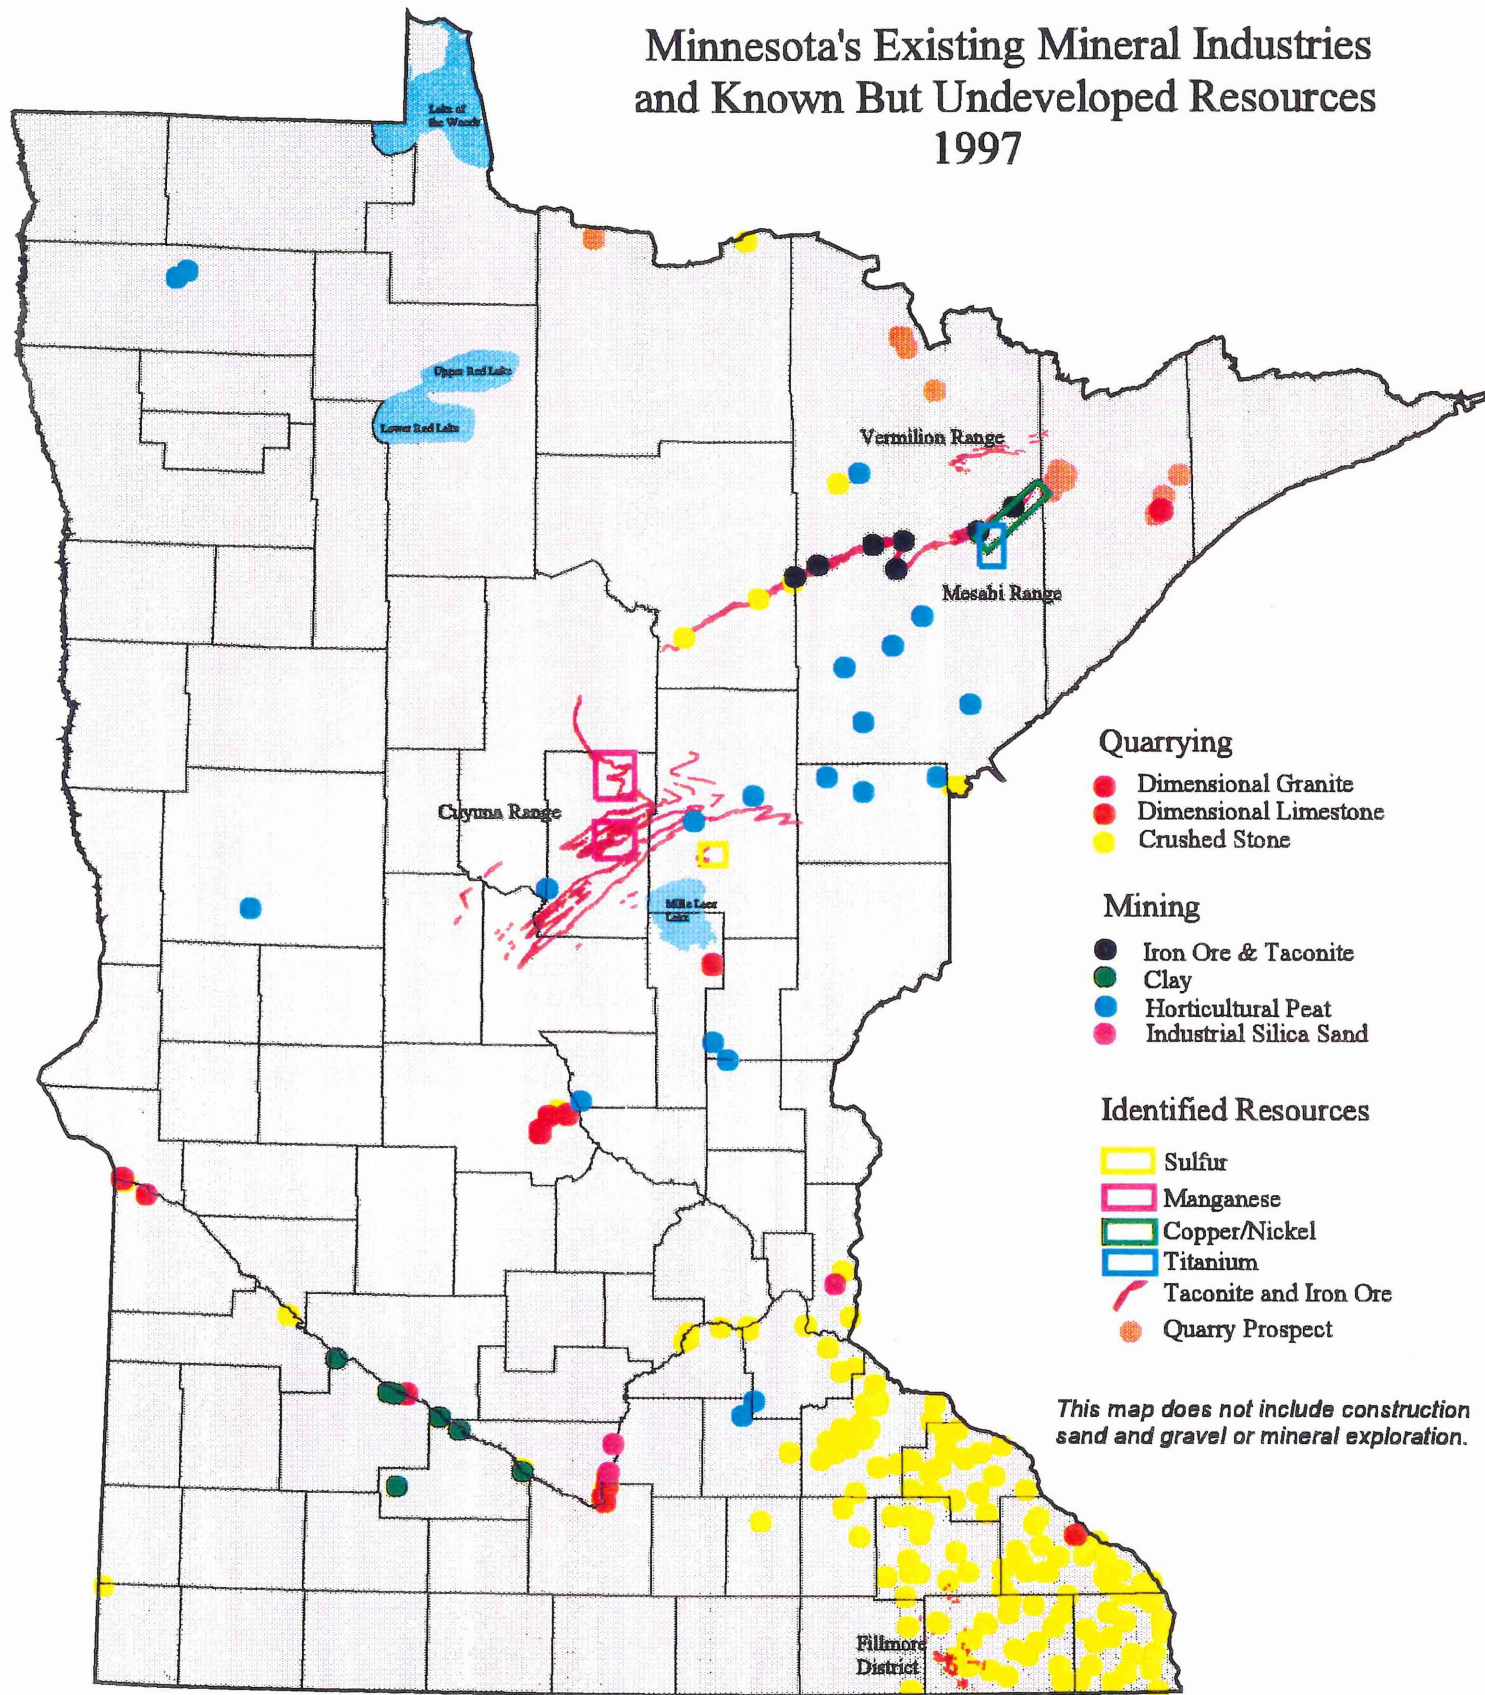 Minnesota's Existing Mineral Industries
and Known But Undeveloped Resources
1997
Lake of
the Woods
Upper Red Lake
Lower Red Lake
Vermilion Range
Mesabi Range
Cuyuna Range
Mille Lacs
Lake
Quarrying
Dimensional Granite
Dimensional Limestone
Crushed Stone
Mining
Iron Ore & Taconite
Clay
Horticultural Peat
Industrial Silica Sand
Identified Resources
Sulfur
Manganese
Copper/Nickel
Titanium
Taconite and Iron Ore
Quarry Prospect
This map does not include construction
sand and gravel or mineral exploration.
Fillmore
District